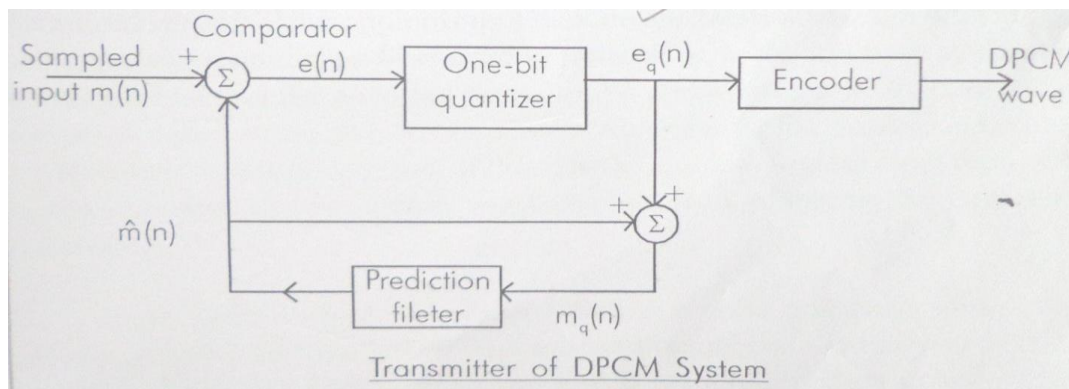 Comparator
Sampled
input m(n)
+
Σ
e(n)
One-bit
quantizer
e_q(n)
Encoder
DPCM
wave
m̂(n)
+
+
Σ
Prediction
fileter
m_q(n)
Transmitter of DPCM System